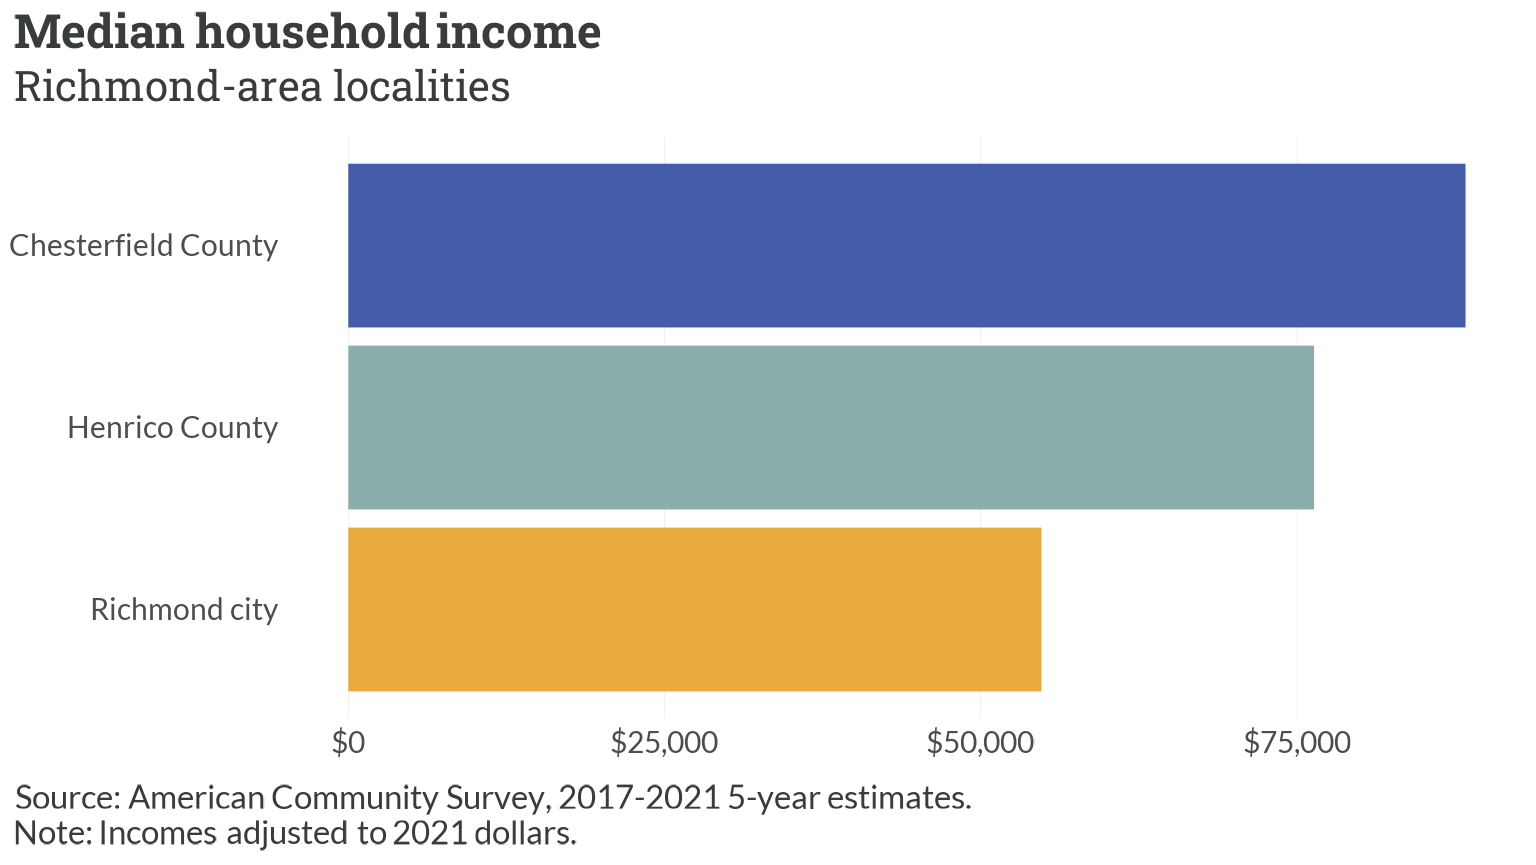 Median household income
Richmond-area localities
Chesterfield County
Henrico County
Richmond city
$0 $25,000 $50,000 $75,000
Source: American Community Survey, 2017-2021 5-year estimates.
Note: Incomes adjusted to 2021 dollars.